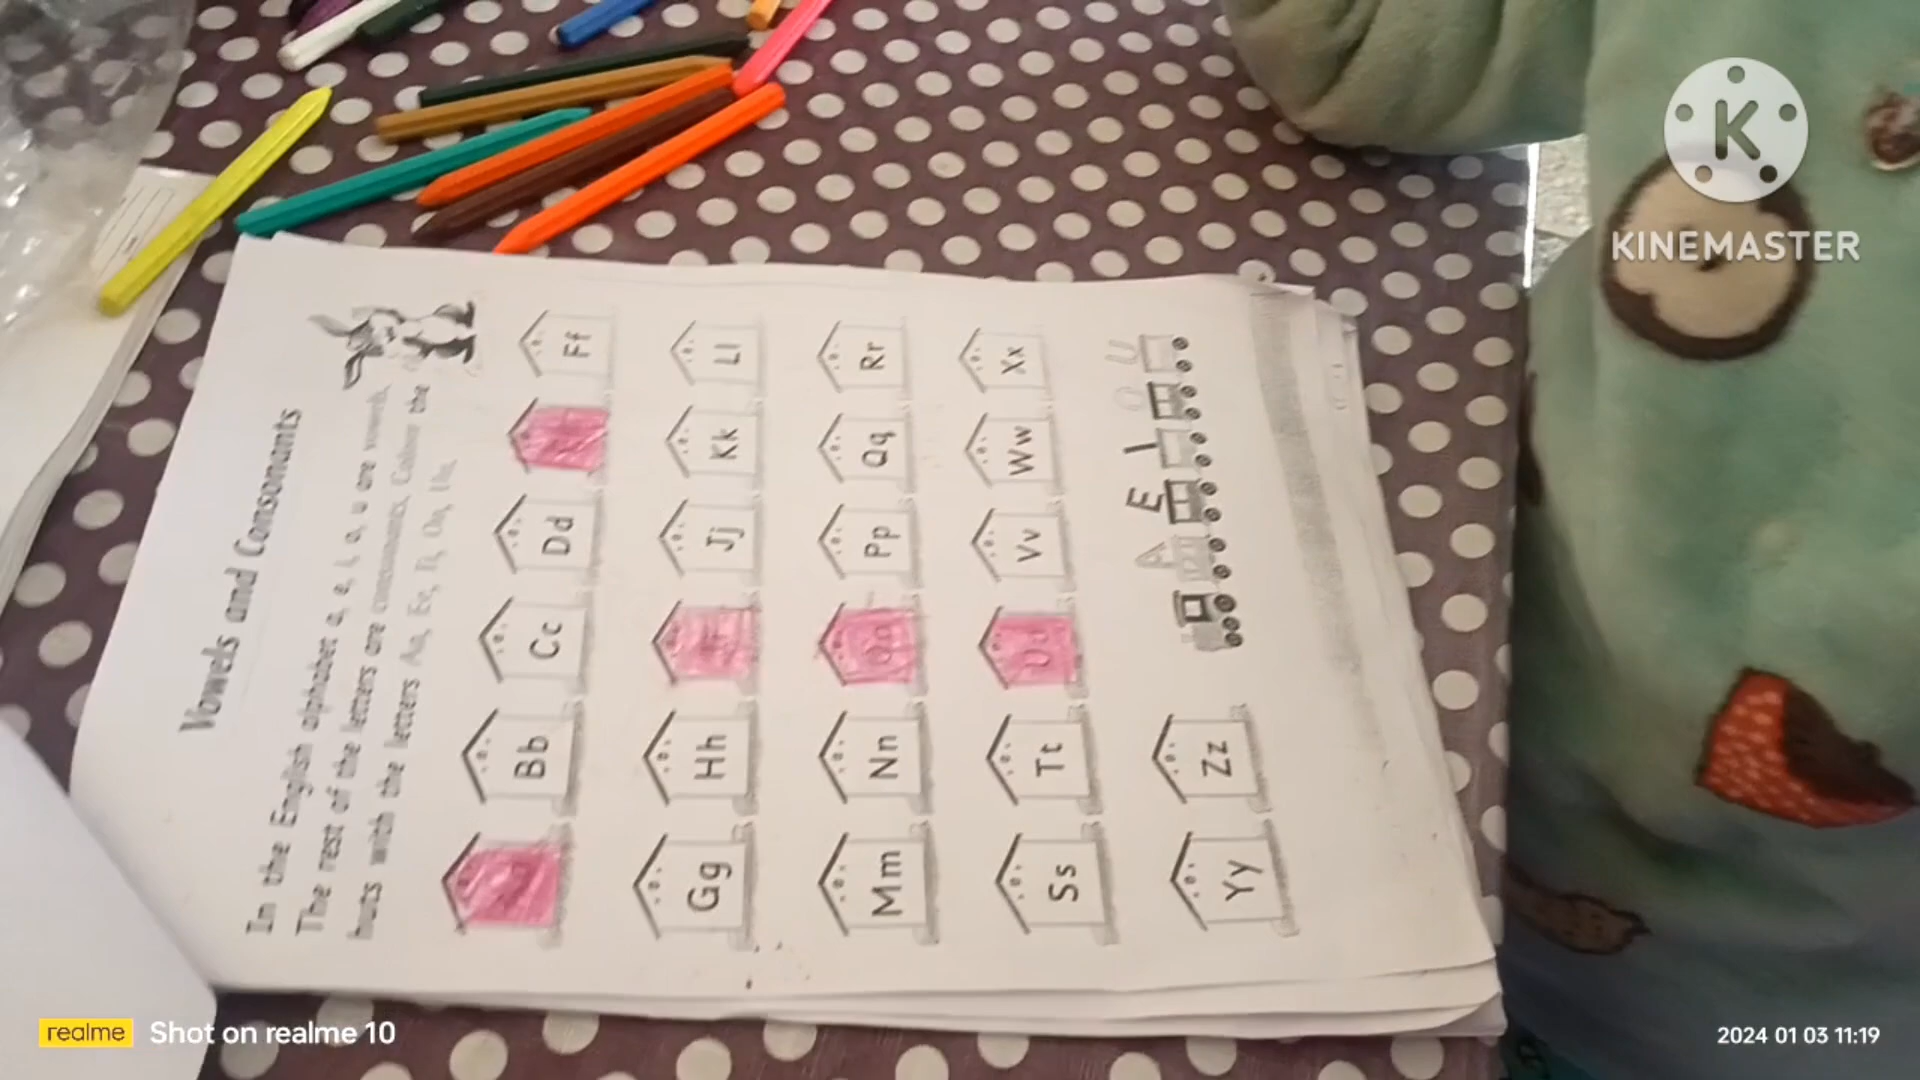 Vowels and Consonants
In the English alphabet a, e, i, o, u are vowels.
The rest of the letters are consonants. Colour the
huts with the letters Aa, Ee, Ii, Oo, Uu.
Bb Cc Dd Ff
Gg Hh Jj Kk Ll
Mm Nn Oo Pp Qq Rr
Ss Tt Uu Vv Ww Xx
Yy Zz
A E I O U
K
KINEMASTER
realme Shot on realme 10
2024 01 03 11:19